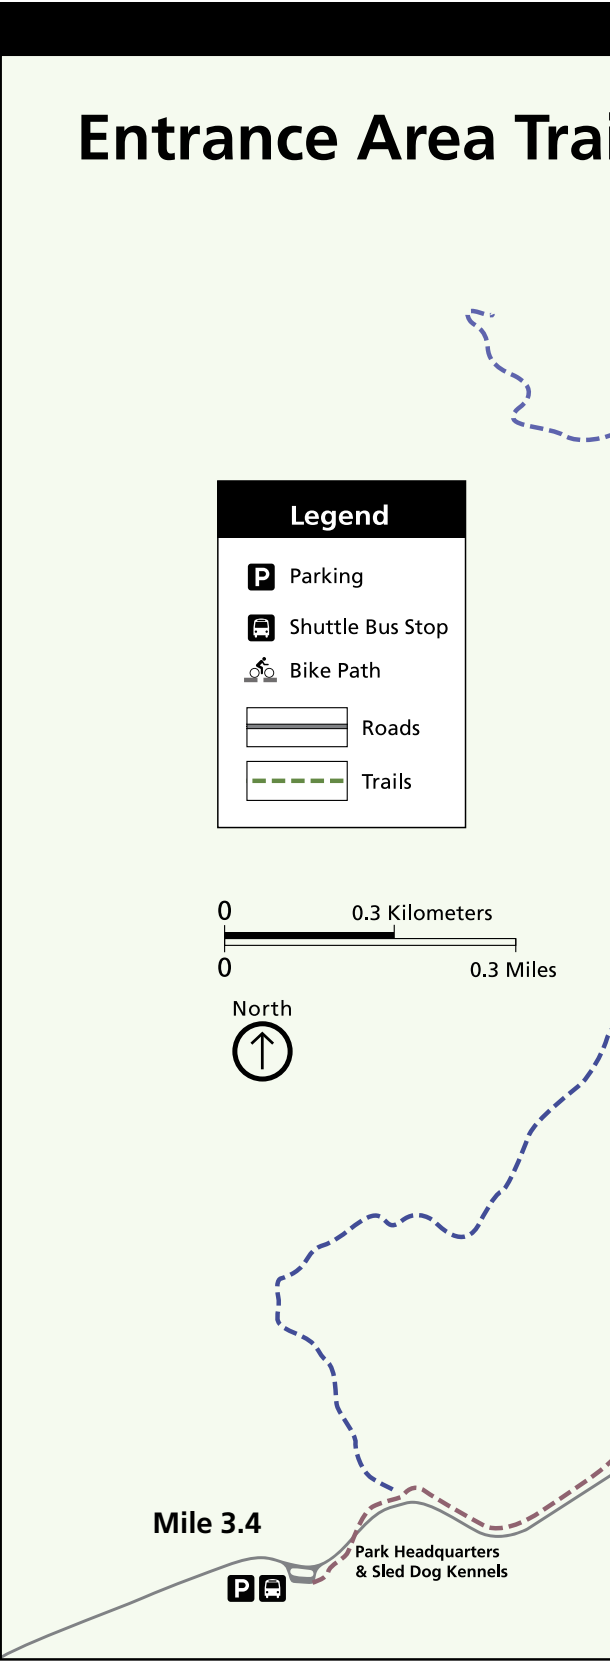 Entrance Area Trai
Legend
P Parking
Shuttle Bus Stop
Bike Path
Roads
Trails
0 0.3 Kilometers
0 0.3 Miles
North
Mile 3.4
Park Headquarters
& Sled Dog Kennels
P